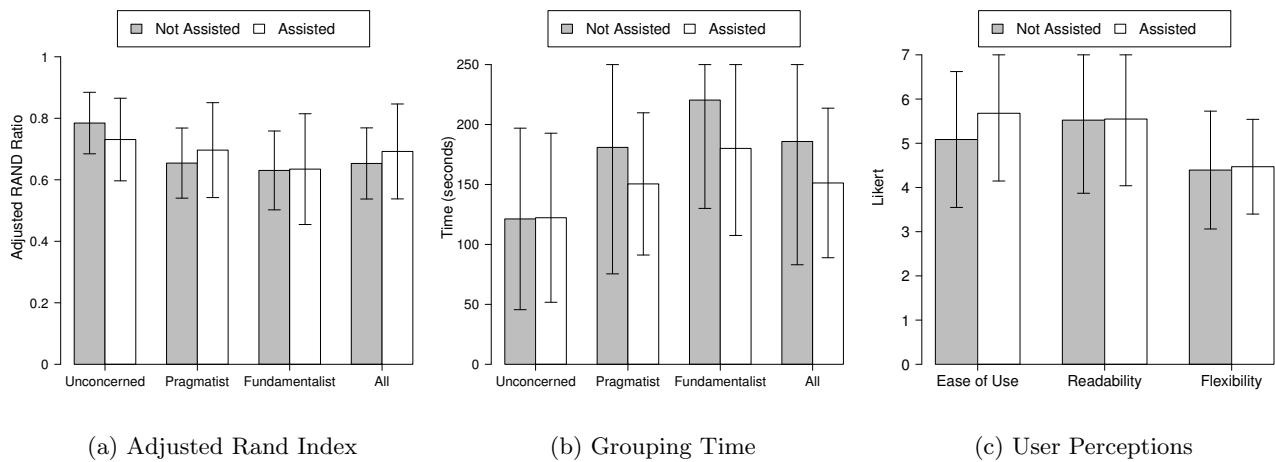 Not Assisted Assisted
Adjusted RAND Ratio
1
0.8
0.6
0.4
0.2
0
Unconcerned Pragmatist Fundamentalist All
(a) Adjusted Rand Index
Not Assisted Assisted
Time (seconds)
250
200
150
100
50
0
Unconcerned Pragmatist Fundamentalist All
(b) Grouping Time
Not Assisted Assisted
Likert
7
6
5
4
3
2
1
0
Ease of Use Readability Flexibility
(c) User Perceptions